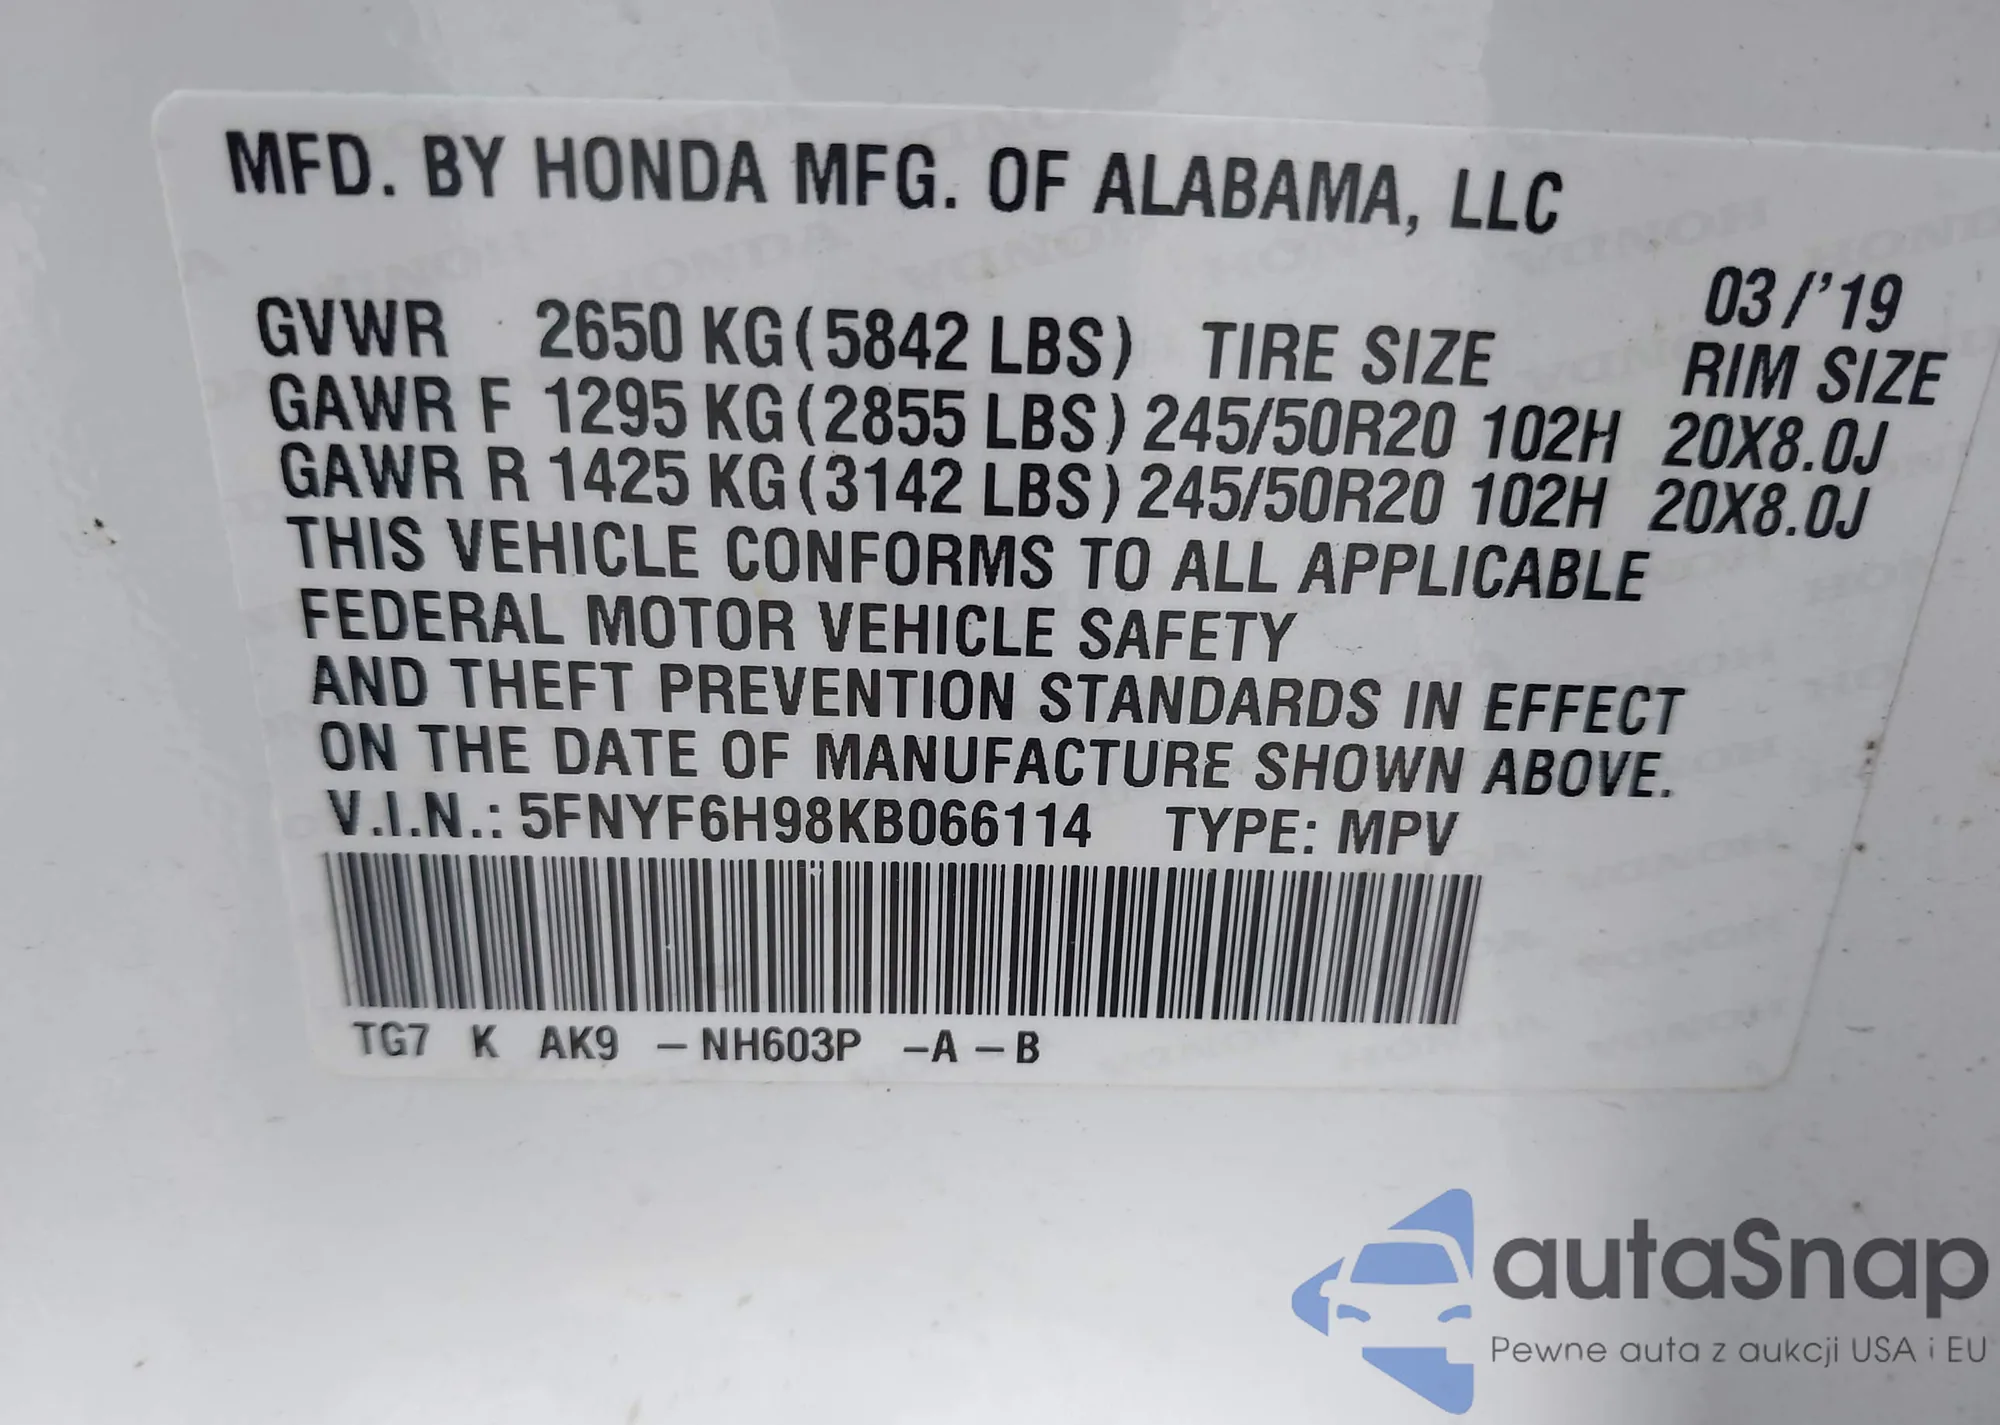 MFD. BY HONDA MFG. OF ALABAMA, LLC
03/'19
GVWR 2650 KG(5842 LBS) TIRE SIZE RIM SIZE
GAWR F 1295 KG(2855 LBS) 245/50R20 102H 20X8.0J
GAWR R 1425 KG(3142 LBS) 245/50R20 102H 20X8.0J
THIS VEHICLE CONFORMS TO ALL APPLICABLE
FEDERAL MOTOR VEHICLE SAFETY
AND THEFT PREVENTION STANDARDS IN EFFECT
ON THE DATE OF MANUFACTURE SHOWN ABOVE.
V.I.N.: 5FNYF6H98KB066114 TYPE: MPV
TG7 K AK9 -NH603P -A -B
autaSnap
Pewne auta z aukcji USA i EU